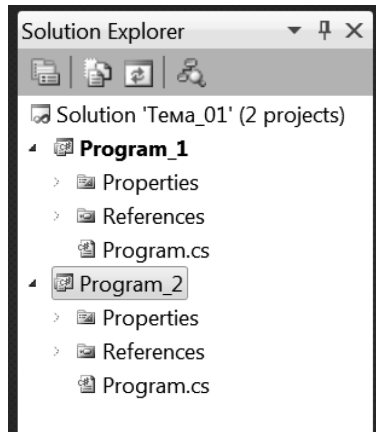 Solution Explorer
Solution 'Тема_01' (2 projects)
Program_1
Properties
References
Program.cs
Program_2
Properties
References
Program.cs